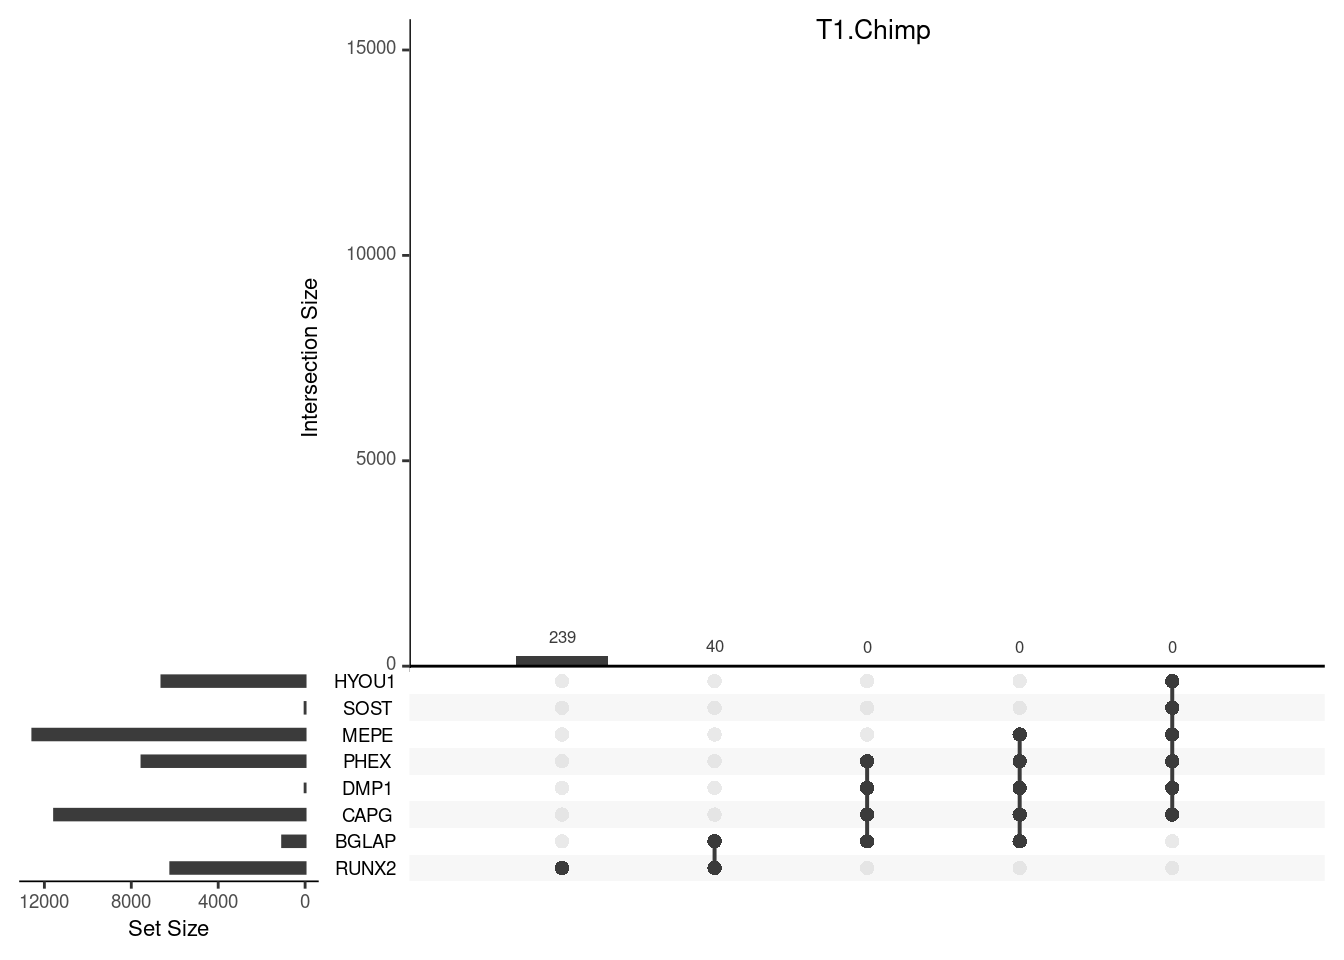 T1.Chimp
15000
10000
5000
0
Intersection Size
239
40
0
0
0
HYOU1
SOST
MEPE
PHEX
DMP1
CAPG
BGLAP
RUNX2
12000 8000 4000 0
Set Size